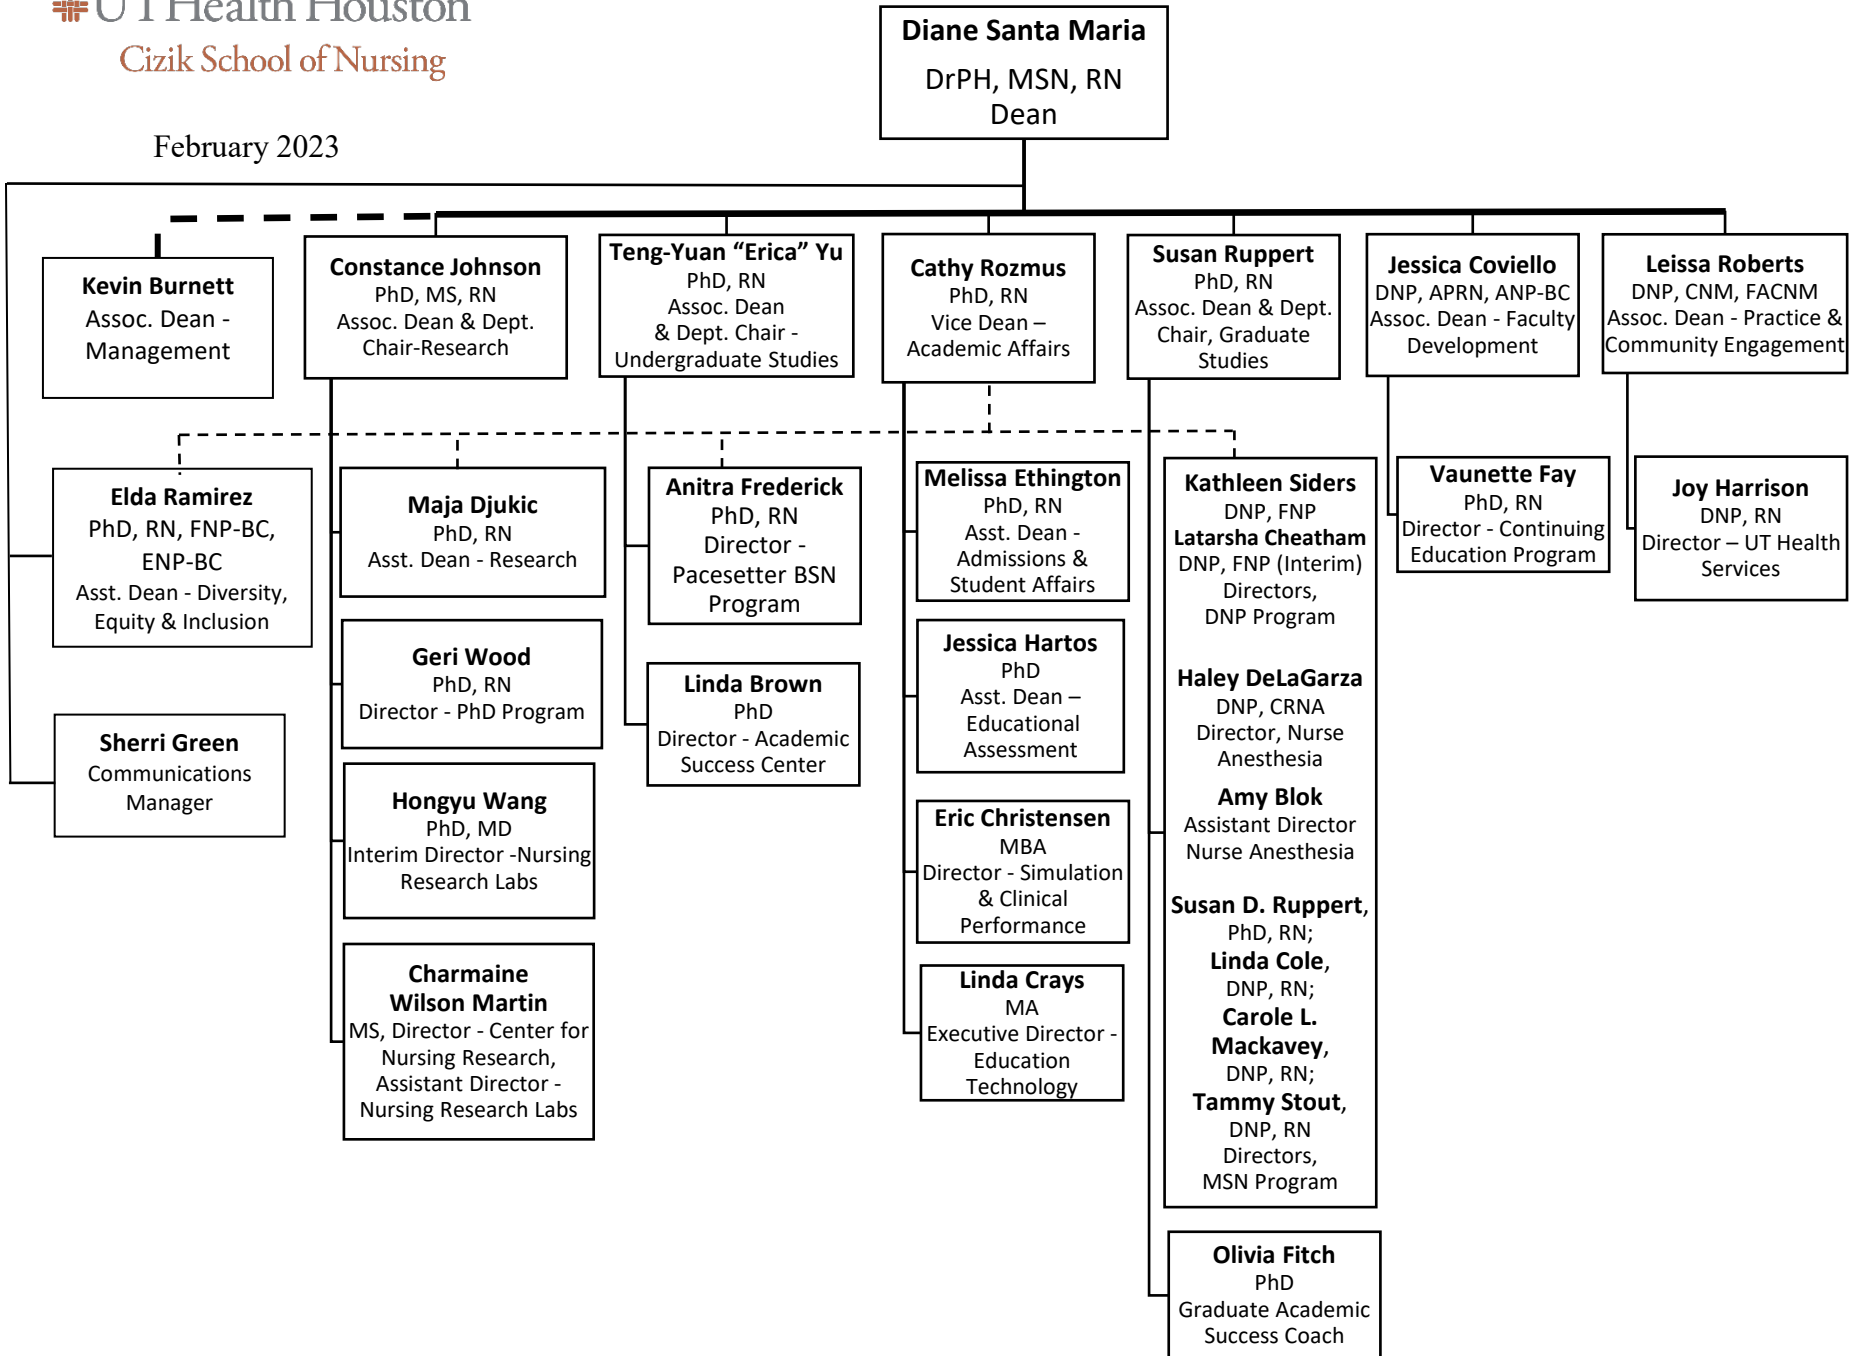 UTHealth Houston
Cizik School of Nursing
February 2023
Diane Santa Maria
DrPH, MSN, RN
Dean
Kevin Burnett
Assoc. Dean -
Management
Constance Johnson
PhD, MS, RN
Assoc. Dean & Dept.
Chair-Research
Teng-Yuan “Erica” Yu
PhD, RN
Assoc. Dean
& Dept. Chair -
Undergraduate Studies
Cathy Rozmus
PhD, RN
Vice Dean –
Academic Affairs
Susan Ruppert
PhD, RN
Assoc. Dean & Dept.
Chair, Graduate
Studies
Jessica Coviello
DNP, APRN, ANP-BC
Assoc. Dean - Faculty
Development
Leissa Roberts
DNP, CNM, FACNM
Assoc. Dean - Practice &
Community Engagement
Elda Ramirez
PhD, RN, FNP-BC,
ENP-BC
Asst. Dean - Diversity,
Equity & Inclusion
Sherri Green
Communications
Manager
Maja Djukic
PhD, RN
Asst. Dean - Research
Geri Wood
PhD, RN
Director - PhD Program
Hongyu Wang
PhD, MD
Interim Director -Nursing
Research Labs
Charmaine
Wilson Martin
MS, Director - Center for
Nursing Research,
Assistant Director -
Nursing Research Labs
Anitra Frederick
PhD, RN
Director -
Pacesetter BSN
Program
Linda Brown
PhD
Director - Academic
Success Center
Melissa Ethington
PhD, RN
Asst. Dean -
Admissions &
Student Affairs
Jessica Hartos
PhD
Asst. Dean –
Educational
Assessment
Eric Christensen
MBA
Director - Simulation
& Clinical
Performance
Linda Crays
MA
Executive Director -
Education
Technology
Kathleen Siders
DNP, FNP
Latarsha Cheatham
DNP, FNP (Interim)
Directors,
DNP Program
Haley DeLaGarza
DNP, CRNA
Director, Nurse
Anesthesia
Amy Blok
Assistant Director
Nurse Anesthesia
Susan D. Ruppert,
PhD, RN;
Linda Cole,
DNP, RN;
Carole L.
Mackavey,
DNP, RN;
Tammy Stout,
DNP, RN
Directors,
MSN Program
Olivia Fitch
PhD
Graduate Academic
Success Coach
Vaunette Fay
PhD, RN
Director - Continuing
Education Program
Joy Harrison
DNP, RN
Director – UT Health
Services